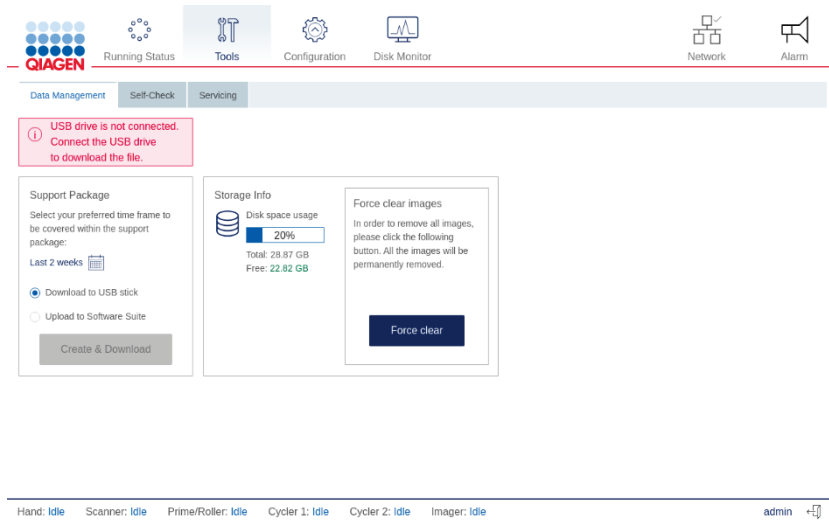 QIAGEN
Running Status
Tools
Configuration
Disk Monitor
Network
Alarm
Data Management
Self-Check
Servicing
USB drive is not connected.
Connect the USB drive
to download the file.
Support Package
Select your preferred time frame to
be covered within the support
package:
Last 2 weeks
Download to USB stick
Upload to Software Suite
Create & Download
Storage Info
Disk space usage
20%
Total: 28.87 GB
Free: 22.82 GB
Force clear images
In order to remove all images,
please click the following
button. All the images will be
permanently removed.
Force clear
Hand: Idle Scanner: Idle Prime/Roller: Idle Cycler 1: Idle Cycler 2: Idle Imager: Idle admin